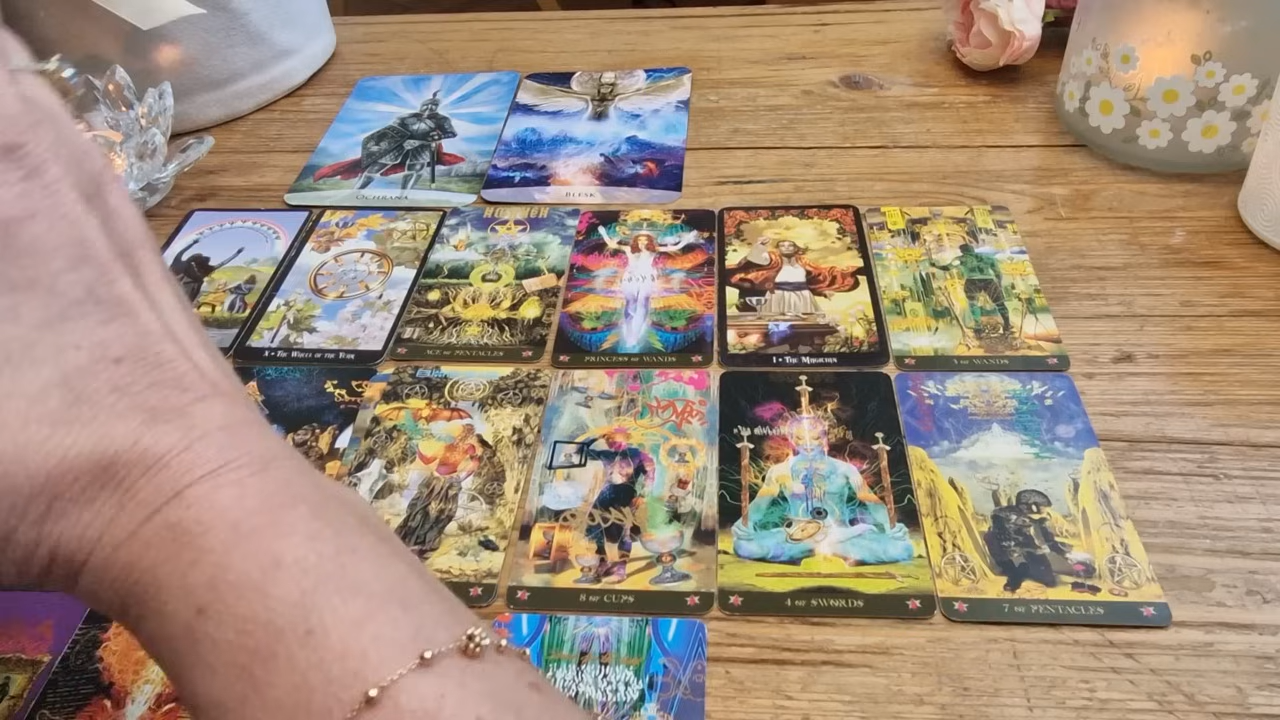 OCHRANA
BLESK
X • THE WHEEL OF THE YEAR
ACE OF PENTACLES
PRINCESS OF WANDS
I • THE MAGICIAN
3 OF WANDS
8 OF CUPS
4 OF SWORDS
7 OF PENTACLES